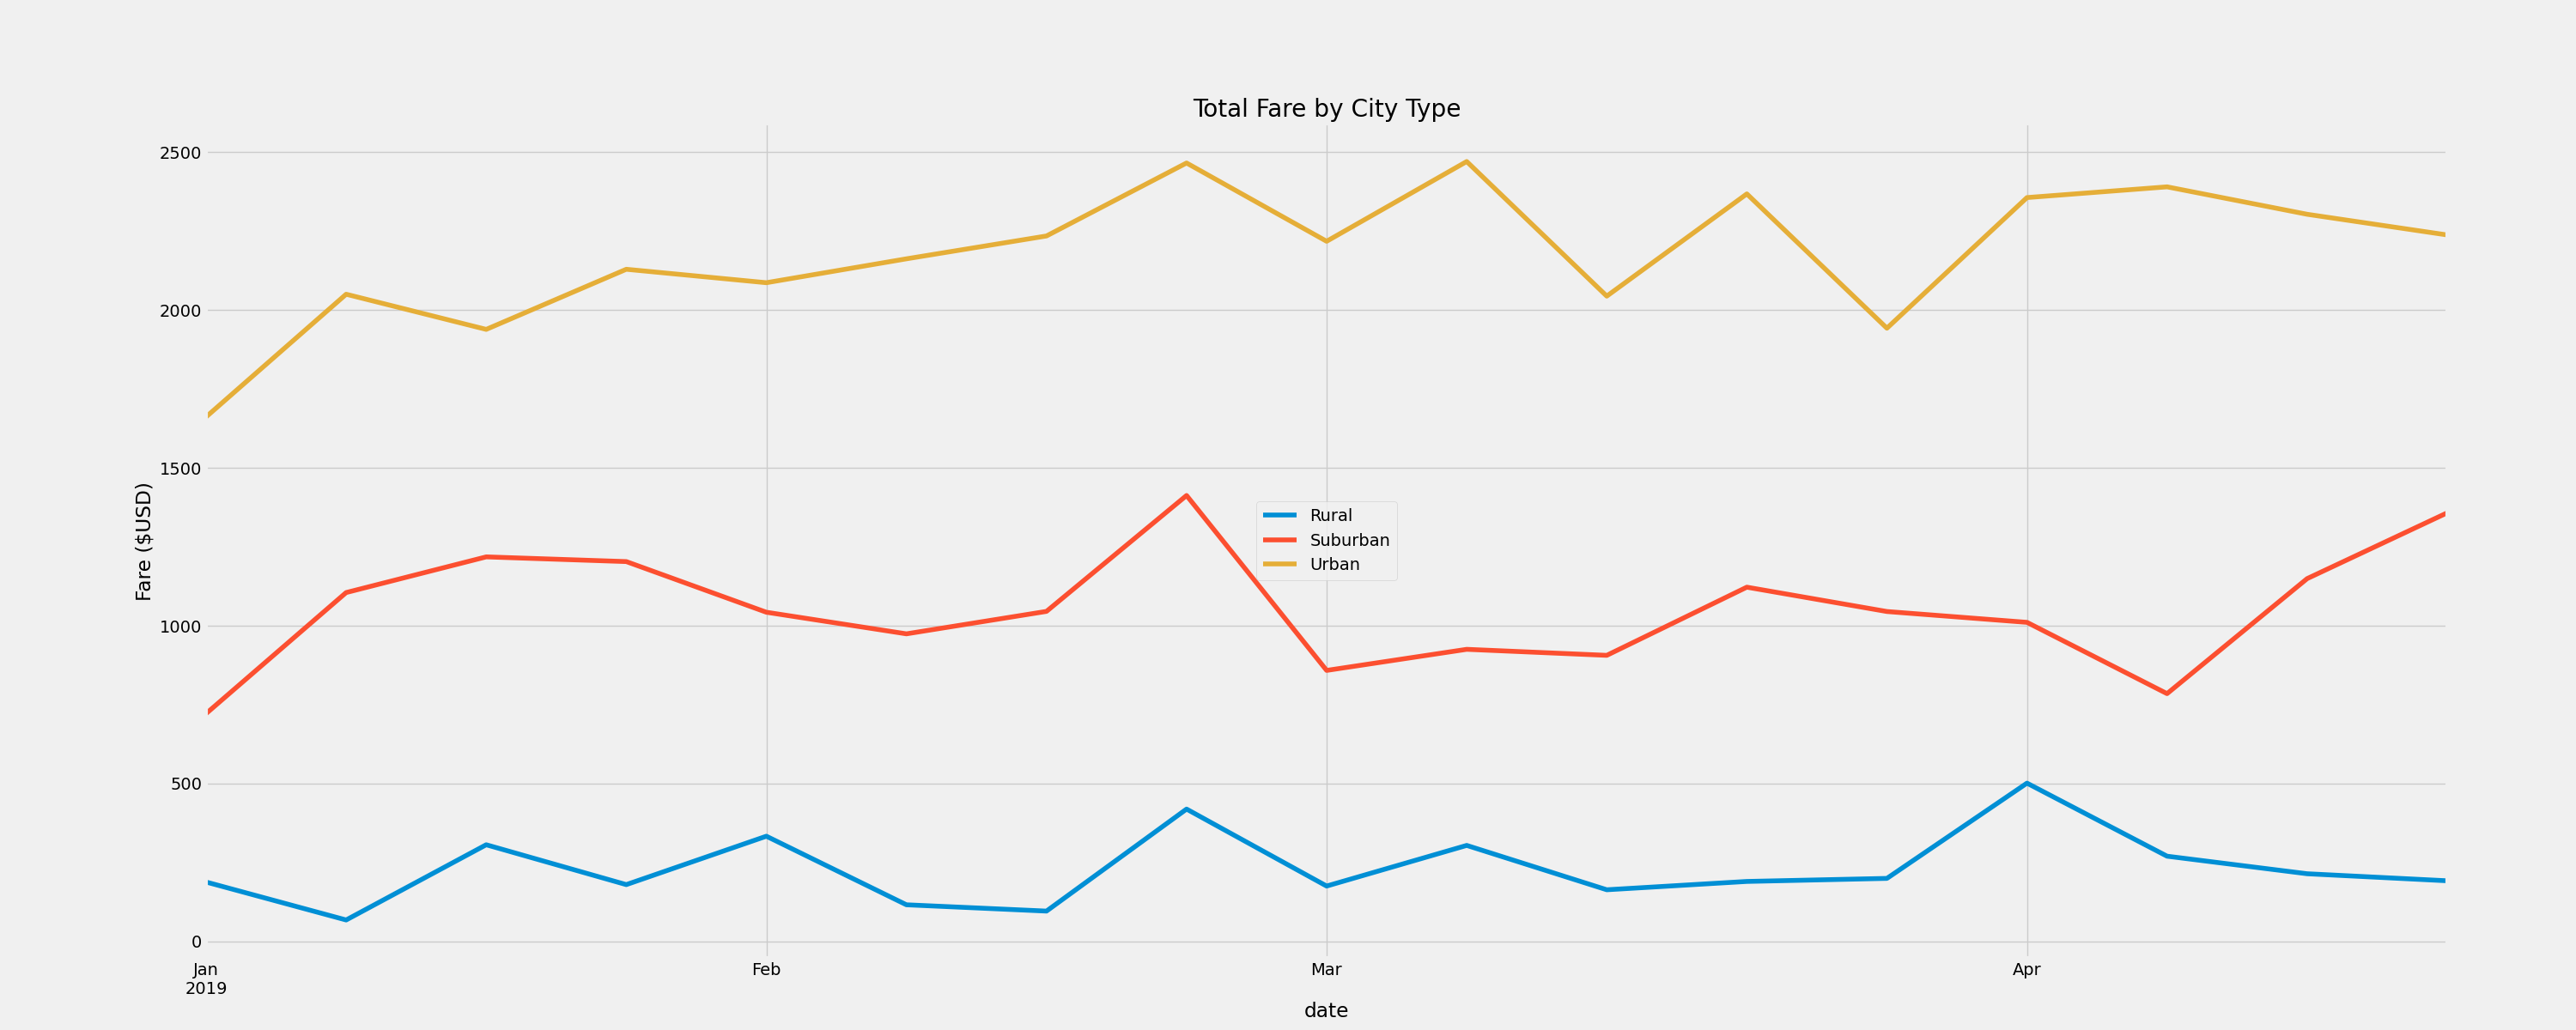 Total Fare by City Type
2500
2000
1500
1000
500
0
Fare ($USD)
Rural
Suburban
Urban
Jan
2019
Feb
Mar
Apr
date